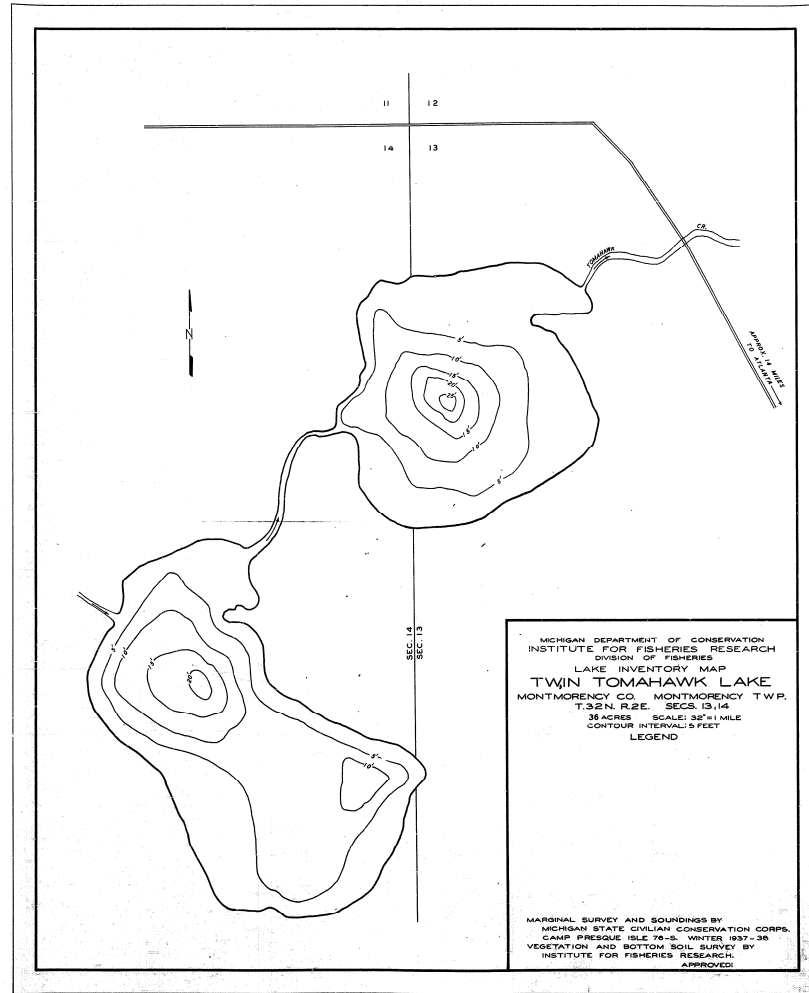 11 12
14 13
TOMAHAWK CR.
APPROX. 14 MILES
TO ATLANTA
N
5'
10'
15'
20'
25'
15'
10'
5'
5'
10'
15'
20'
5'
10'
SEC. 14
SEC. 13
MICHIGAN DEPARTMENT OF CONSERVATION
INSTITUTE FOR FISHERIES RESEARCH
DIVISION OF FISHERIES
LAKE INVENTORY MAP
TWIN TOMAHAWK LAKE
MONTMORENCY CO. MONTMORENCY TWP.
T.32N. R.2E. SECS. 13,14
36 ACRES SCALE: 32"=1 MILE
CONTOUR INTERVAL: 5 FEET
LEGEND
MARGINAL SURVEY AND SOUNDINGS BY
MICHIGAN STATE CIVILIAN CONSERVATION CORPS.
CAMP PRESQUE ISLE 76-S. WINTER 1937-38
VEGETATION AND BOTTOM SOIL SURVEY BY
INSTITUTE FOR FISHERIES RESEARCH.
APPROVED: